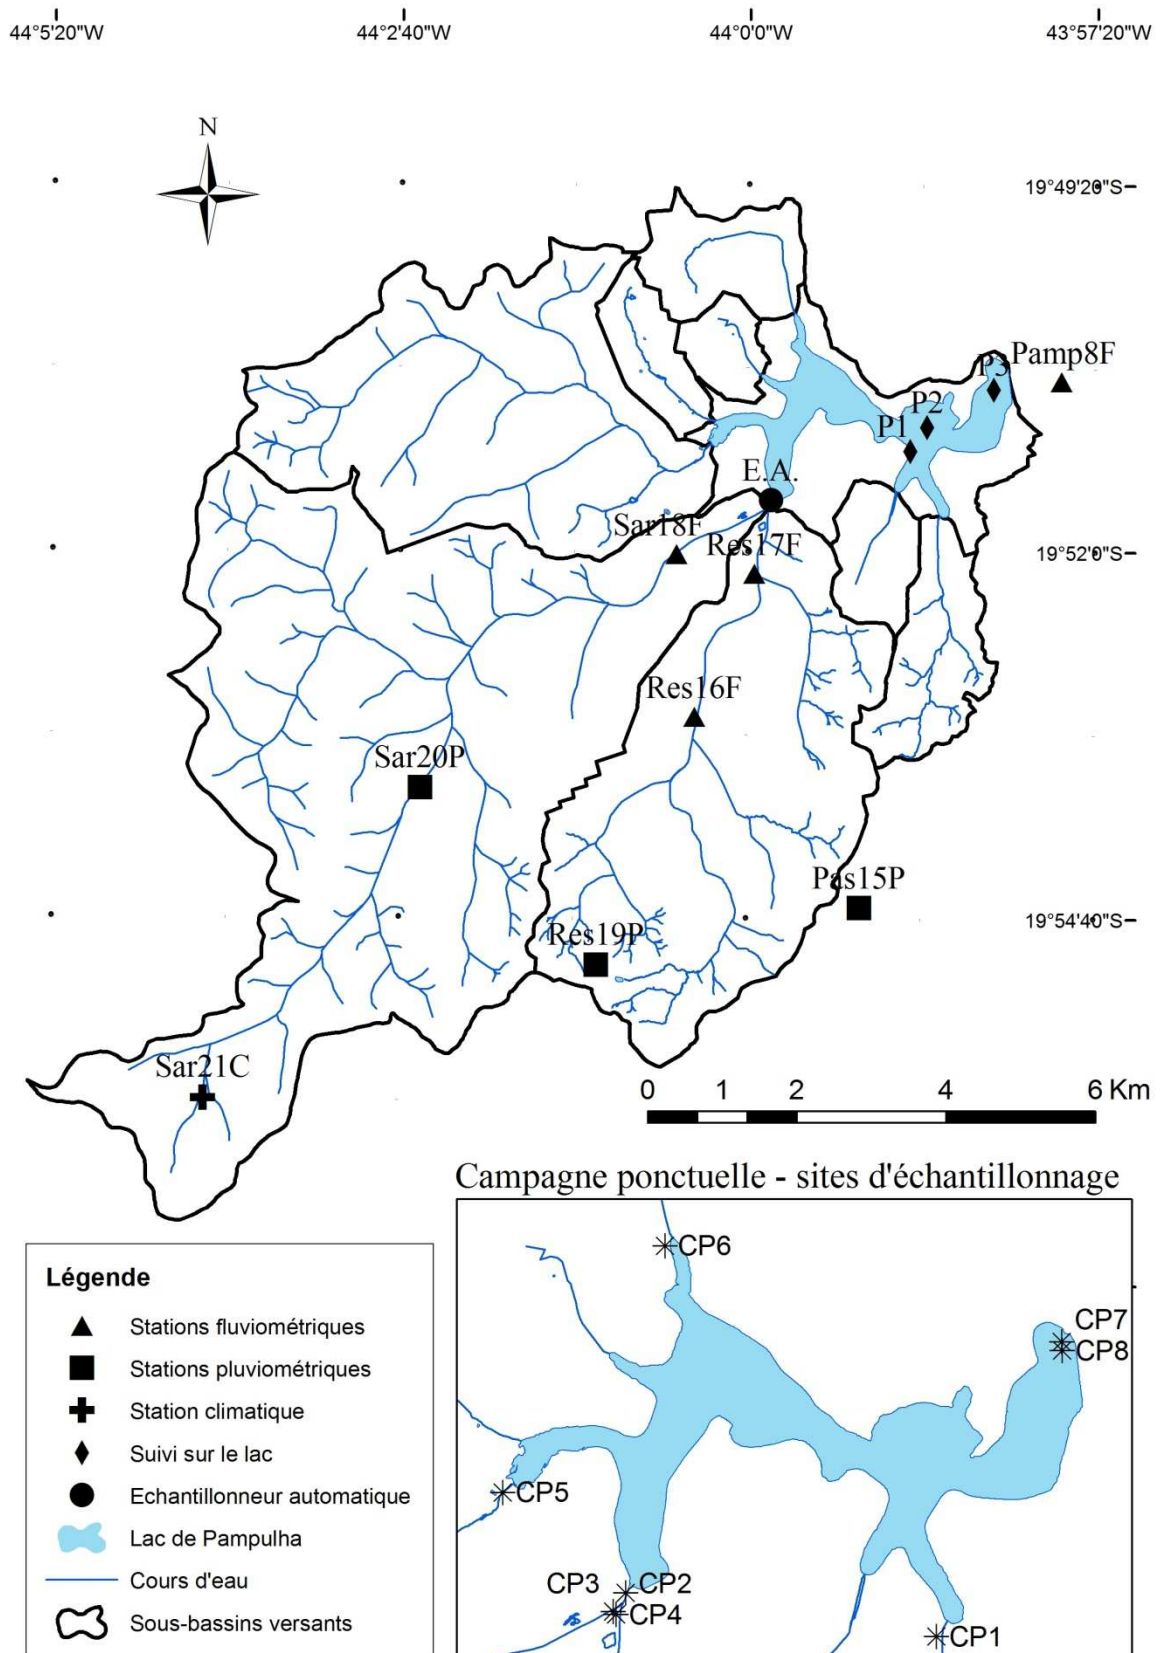 44°5'20"W 44°2'40"W 44°0'0"W 43°57'20"W
N
19°49'20"S
Pamp8F
P3
P2
P1
E.A.
Sar18F
Res17F
19°52'0"S
Res16F
Sar20P
Pas15P
19°54'40"S
Res19P
Sar21C
0 1 2 4 6 Km
Campagne ponctuelle - sites d'échantillonnage
CP6
CP7
CP8
CP5
CP3 CP2
CP4
CP1
Légende
Stations fluviométriques
Stations pluviométriques
Station climatique
Suivi sur le lac
Echantillonneur automatique
Lac de Pampulha
Cours d'eau
Sous-bassins versants